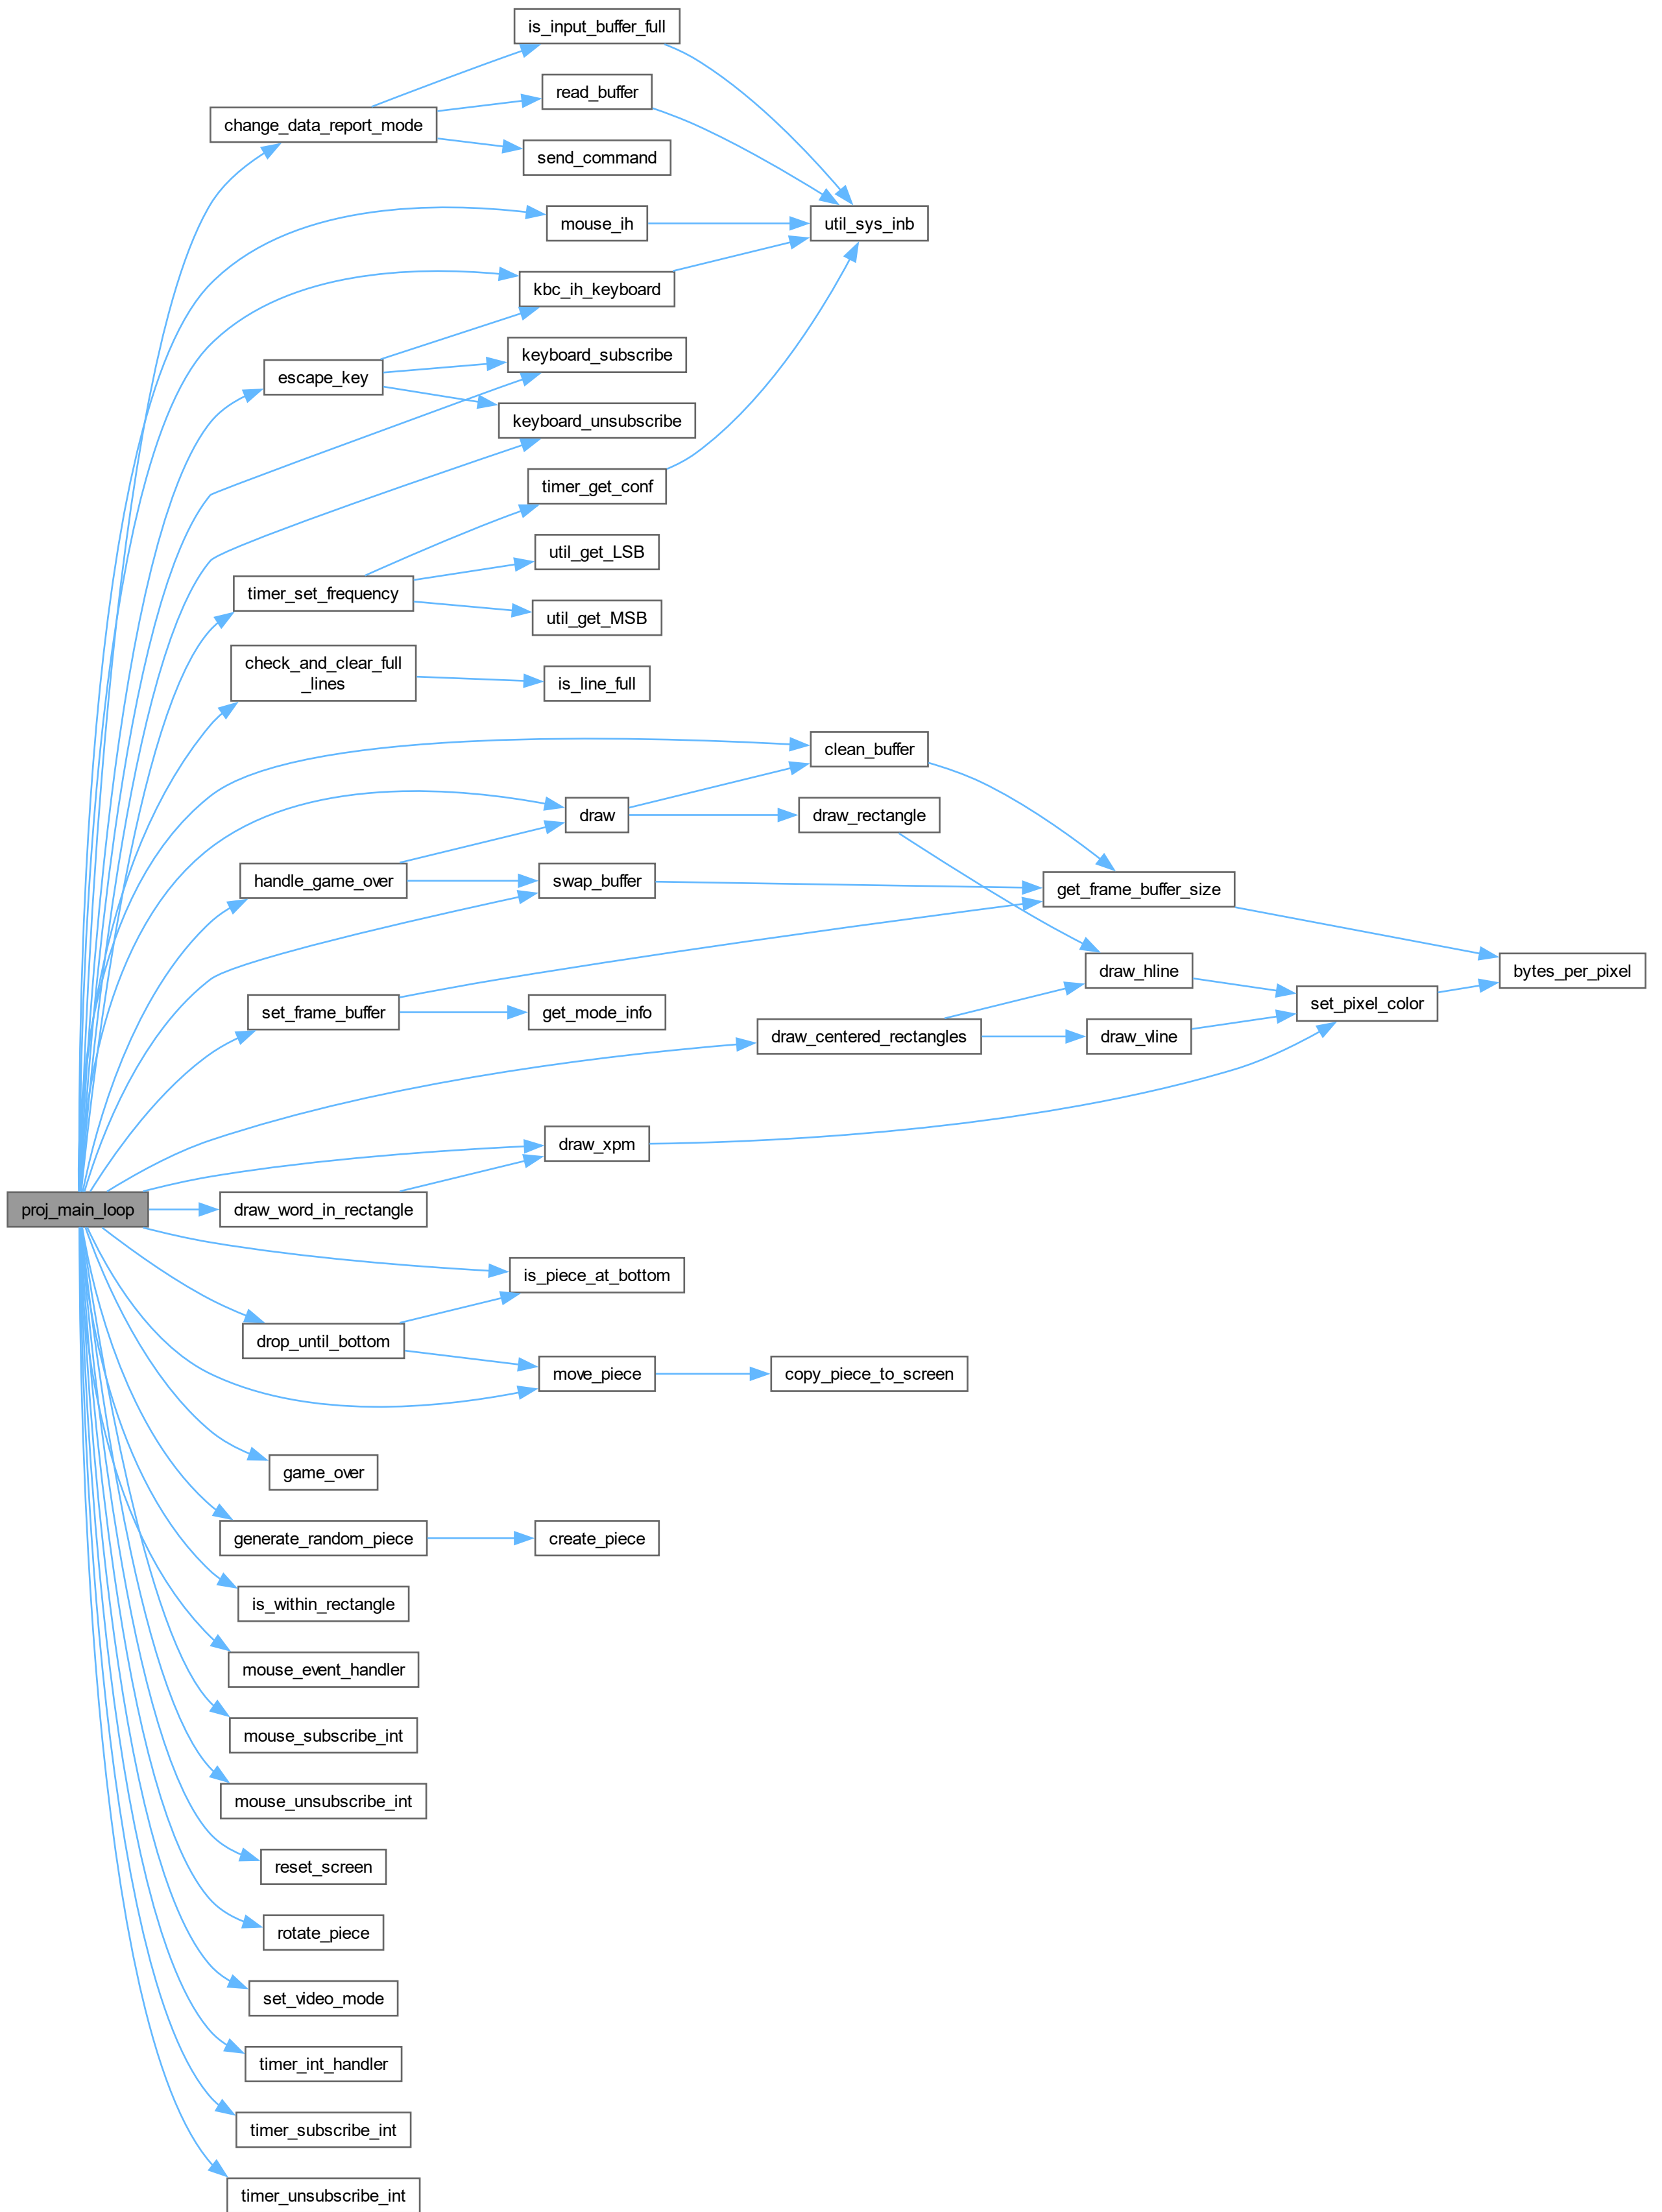 is_input_buffer_full
read_buffer
change_data_report_mode
send_command
mouse_ih
util_sys_inb
kbc_ih_keyboard
keyboard_subscribe
escape_key
keyboard_unsubscribe
timer_get_conf
util_get_LSB
timer_set_frequency
util_get_MSB
check_and_clear_full
_lines
is_line_full
clean_buffer
draw
draw_rectangle
handle_game_over
swap_buffer
get_frame_buffer_size
draw_hline
bytes_per_pixel
set_frame_buffer
get_mode_info
set_pixel_color
draw_centered_rectangles
draw_vline
draw_xpm
proj_main_loop
draw_word_in_rectangle
is_piece_at_bottom
drop_until_bottom
move_piece
copy_piece_to_screen
game_over
generate_random_piece
create_piece
is_within_rectangle
mouse_event_handler
mouse_subscribe_int
mouse_unsubscribe_int
reset_screen
rotate_piece
set_video_mode
timer_int_handler
timer_subscribe_int
timer_unsubscribe_int